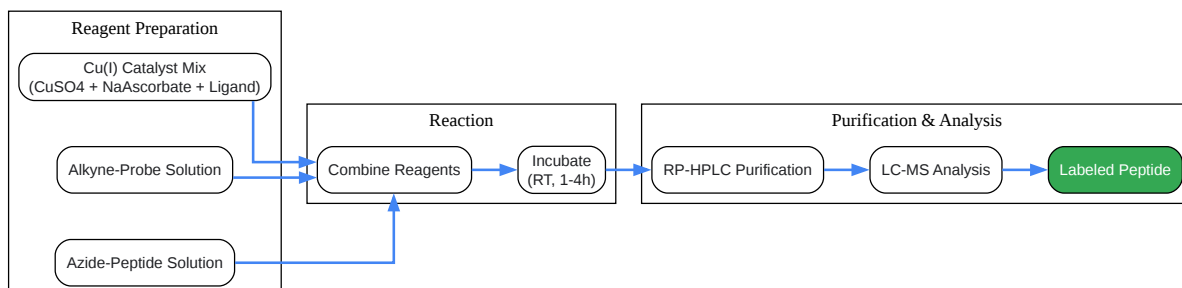 Reagent Preparation
Cu(I) Catalyst Mix
(CuSO4 + NaAscorbate + Ligand)
Alkyne-Probe Solution
Azide-Peptide Solution
Reaction
Combine Reagents
Incubate
(RT, 1-4h)
Purification & Analysis
RP-HPLC Purification
LC-MS Analysis
Labeled Peptide